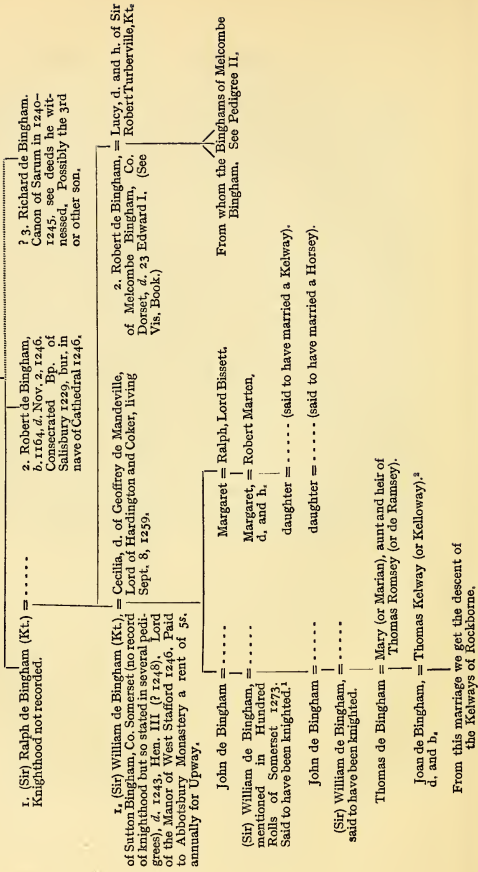 1. (Sir) Ralph de Bingham (Kt.) = .....
Knighthood not recorded.
2. Robert de Bingham,
b. 1164, d. Nov. 2, 1246.
Consecrated Bp. of
Salisbury 1229, bur. in
nave of Cathedral 1246.
? 3. Richard de Bingham.
Canon of Sarum in 1240–
1245, see deeds he wit-
nessed. Possibly the 3rd
or other son.
1. (Sir) William de Bingham (Kt.), = Cecilia, d. of Geoffrey de Mandeville,
of Sutton Bingham, Co. Somerset (no record
of knighthood but so stated in several pedi-
grees), d. 1243, Hen. III (? 1248). Lord
of the Manor of West Stafford 1246. Paid
to Abbotsbury Monastery a rent of 5s.
annually for Upway.
Lord of Hardington and Coker, living
Sept. 8, 1259.
2. Robert de Bingham, = Lucy, d. and h. of Sir
of Melcombe Bingham, Co.
Dorset, d. 23 Edward I. (See
Vis. Book.)
Robert Turberville, Kt.
John de Bingham = .....
Margaret = Ralph, Lord Bissett.
From whom the Binghams of Melcombe
Bingham. See Pedigree II.
(Sir) William de Bingham = .....
mentioned in Hundred
Rolls of Somerset 1273.
Said to have been knighted.¹
Margaret, = Robert Marten.
d. and h.
daughter = ..... (said to have married a Kelway).
John de Bingham = .....
daughter = ..... (said to have married a Horsey).
(Sir) William de Bingham, = .....
said to have been knighted.
Thomas de Bingham = Mary (or Marian), aunt and heir of
Thomas Romsey (or de Ramsey).
Joan de Bingham, = Thomas Kelway (or Kelloway).²
d. and h.
From this marriage we get the descent of
the Kelways of Rockborne.